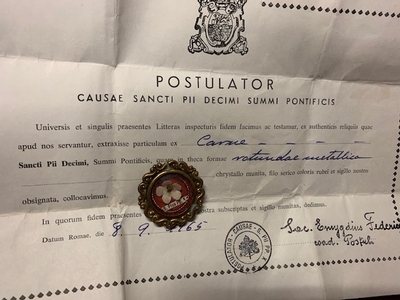 POSTULATOR
CAUSAE SANCTI PII DECIMI SUMMI PONTIFICIS
Universis et singulis praesentes Litteras inspecturis fidem facimus ac testamur, ex authenticis reliquiis quae
apud nos servantur, extraxisse particulam ex Carne - - - -
Sancti Pii Decimi, Summi Pontificis, quam in theca formae rotundae metallico
chrystallo munita, filo serico coloris rubei et sigillo nostro
obsignata, collocavimus.
In quorum fidem praesentes nostra subscriptas et sigillo munitas, dedimus.
Datum Romae, die 8. 9. 1965
Sac. Emygdius Federici
POSTULATOR CAUSAE